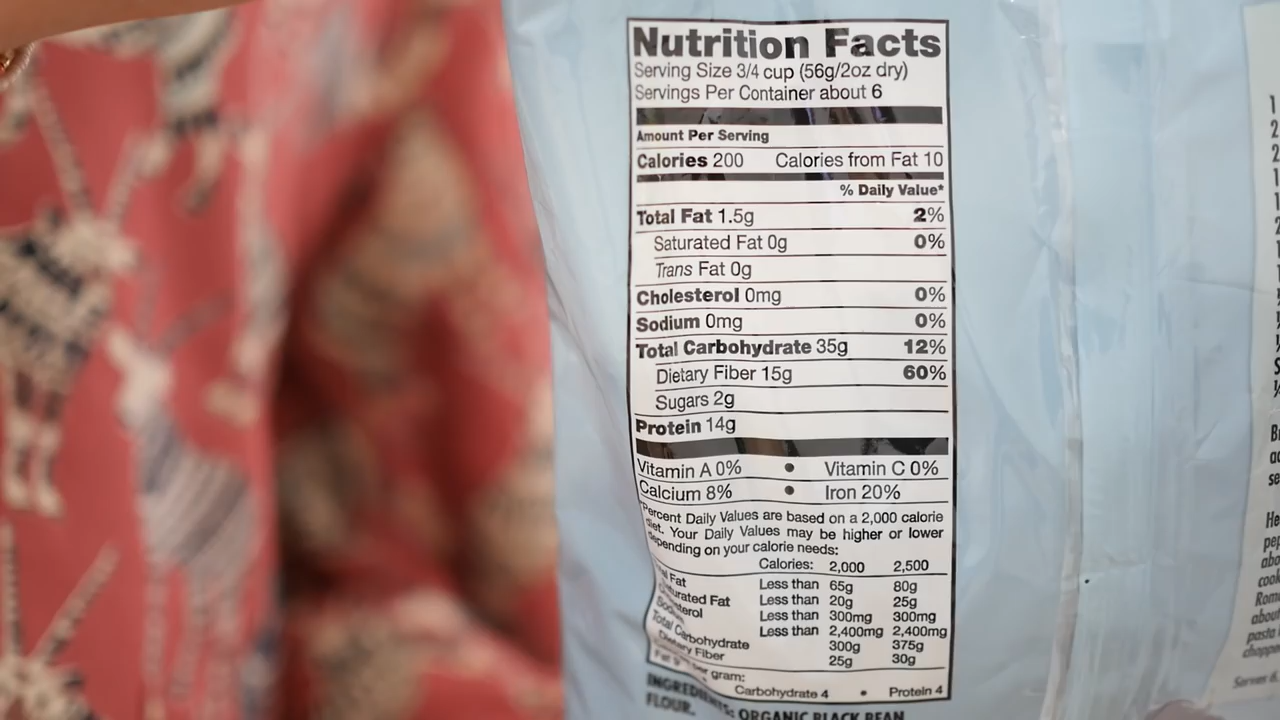 Nutrition Facts
Serving Size 3/4 cup (56g/2oz dry)
Servings Per Container about 6
Amount Per Serving
Calories 200 Calories from Fat 10
% Daily Value*
Total Fat 1.5g 2%
Saturated Fat 0g 0%
Trans Fat 0g
Cholesterol 0mg 0%
Sodium 0mg 0%
Total Carbohydrate 35g 12%
Dietary Fiber 15g 60%
Sugars 2g
Protein 14g
Vitamin A 0% • Vitamin C 0%
Calcium 8% • Iron 20%
Percent Daily Values are based on a 2,000 calorie
diet. Your Daily Values may be higher or lower
depending on your calorie needs:
Calories: 2,000 2,500
Fat Less than 65g 80g
Fat Less than 20g 25g
Less than 300mg 300mg
Less than 2,400mg 2,400mg
Total Carbohydrate 300g 375g
Dietary Fiber 25g 30g
per gram:
Carbohydrate 4 • Protein 4
INGREDIENTS: ORGANIC BLACK BEAN
FLOUR.